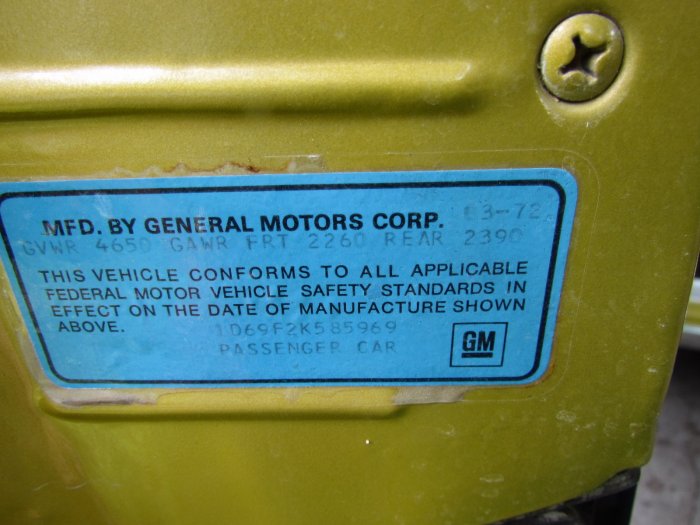 MFD. BY GENERAL MOTORS CORP. 03-72
GVWR 4650 GAWR FRT 2260 REAR 2390
THIS VEHICLE CONFORMS TO ALL APPLICABLE
FEDERAL MOTOR VEHICLE SAFETY STANDARDS IN
EFFECT ON THE DATE OF MANUFACTURE SHOWN
ABOVE. 1D69F2K585969
PASSENGER CAR
GM